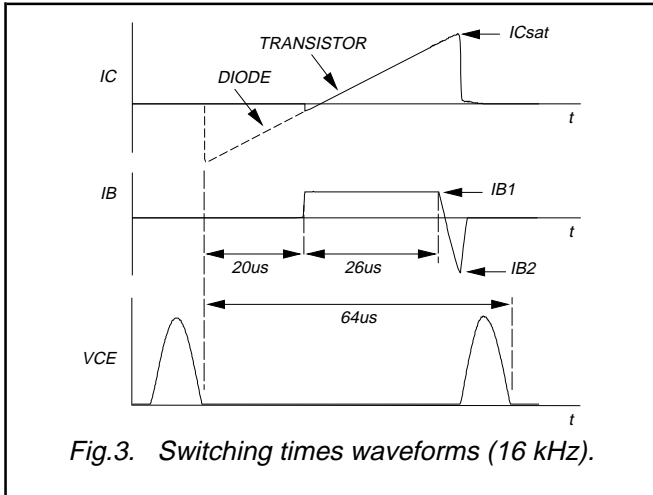 ICsat
TRANSISTOR
IC
DIODE
t
IB
IB1
t
20us
26us
IB2
64us
VCE
t
Fig.3. Switching times waveforms (16 kHz).